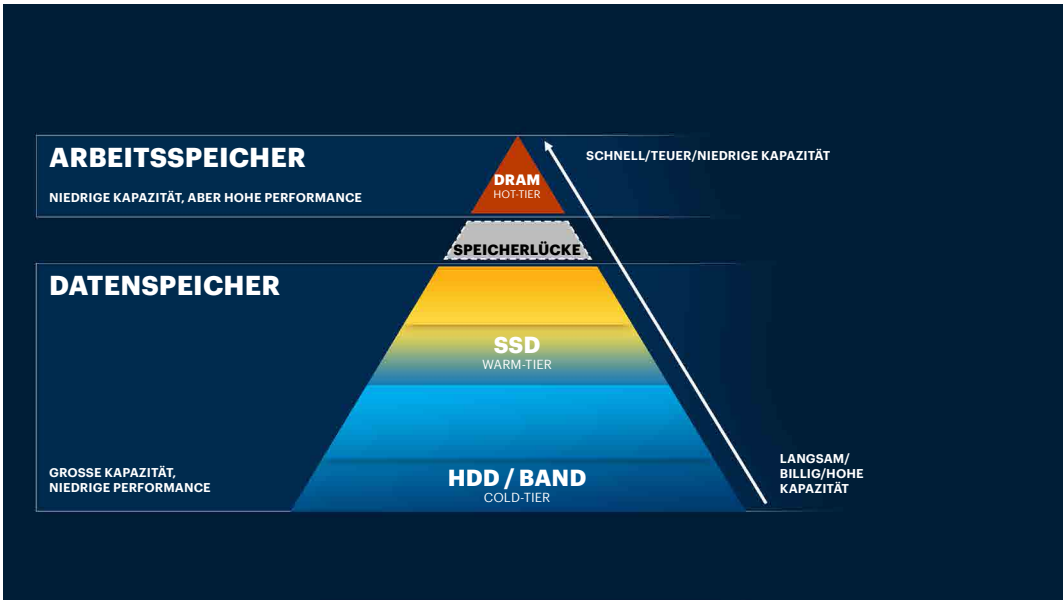 ARBEITSSPEICHER
NIEDRIGE KAPAZITÄT, ABER HOHE PERFORMANCE
DRAM
HOT-TIER
SCHNELL/TEUER/NIEDRIGE KAPAZITÄT
SPEICHERLÜCKE
DATENSPEICHER
SSD
WARM-TIER
GROSSE KAPAZITÄT,
NIEDRIGE PERFORMANCE
HDD / BAND
COLD-TIER
LANGSAM/
BILLIG/HOHE
KAPAZITÄT